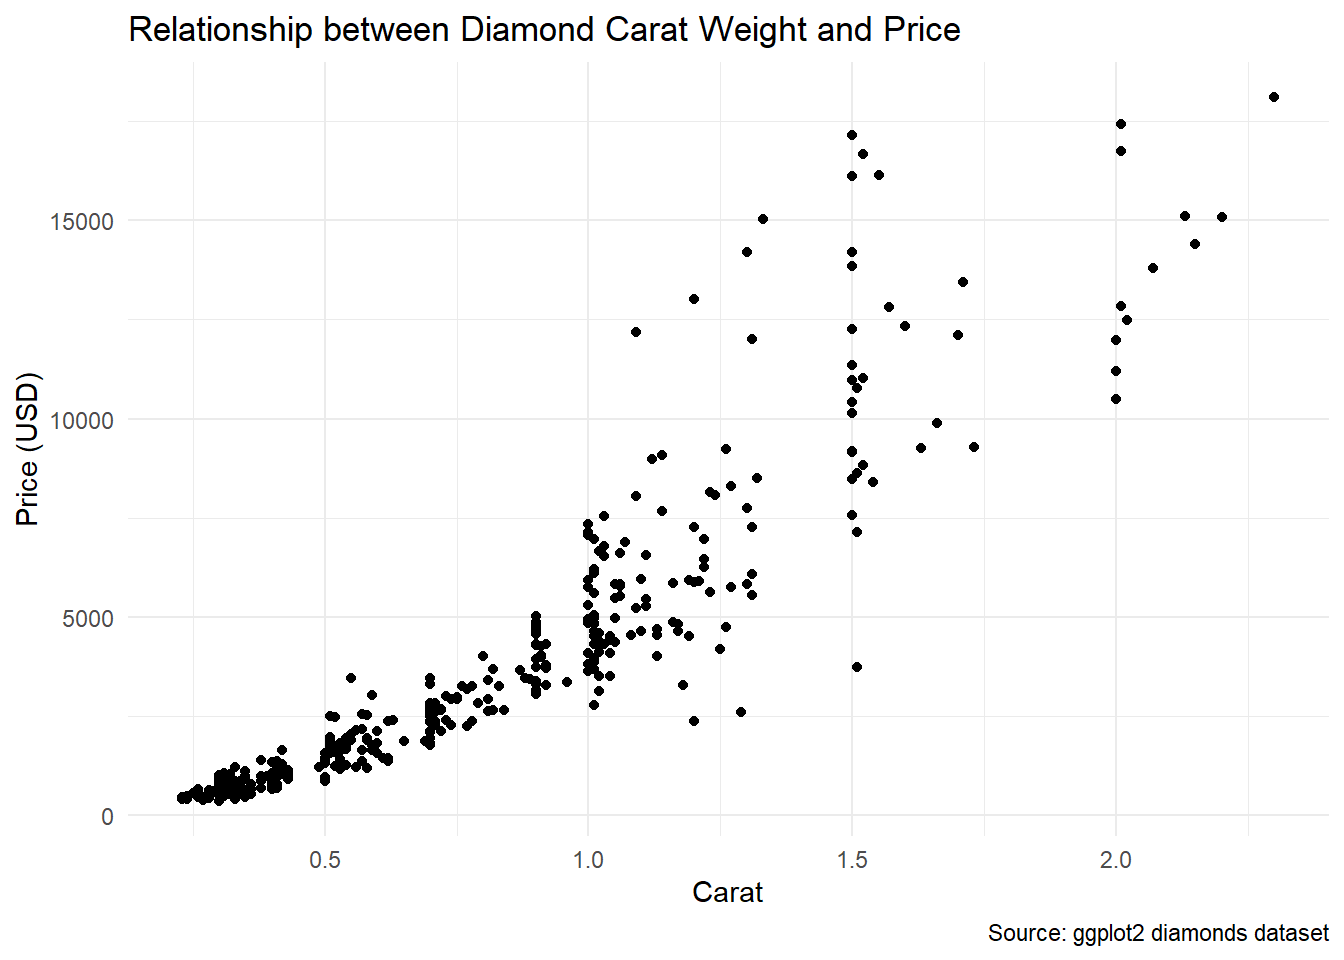 Relationship between Diamond Carat Weight and Price
Price (USD)
15000
10000
5000
0
0.5 1.0 1.5 2.0
Carat
Source: ggplot2 diamonds dataset